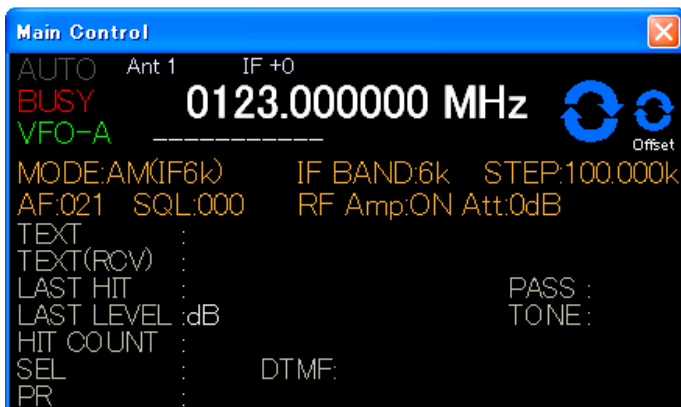 Main Control
AUTO Ant 1 IF +0
BUSY 0123.000000 MHz
VFO-A ___________
Offset
MODE:AM(IF6k) IF BAND:6k STEP:100.000k
AF:021 SQL:000 RF Amp:ON Att:0dB
TEXT :
TEXT(RCV) :
LAST HIT : PASS :
LAST LEVEL :dB TONE :
HIT COUNT :
SEL : DTMF:
PR :